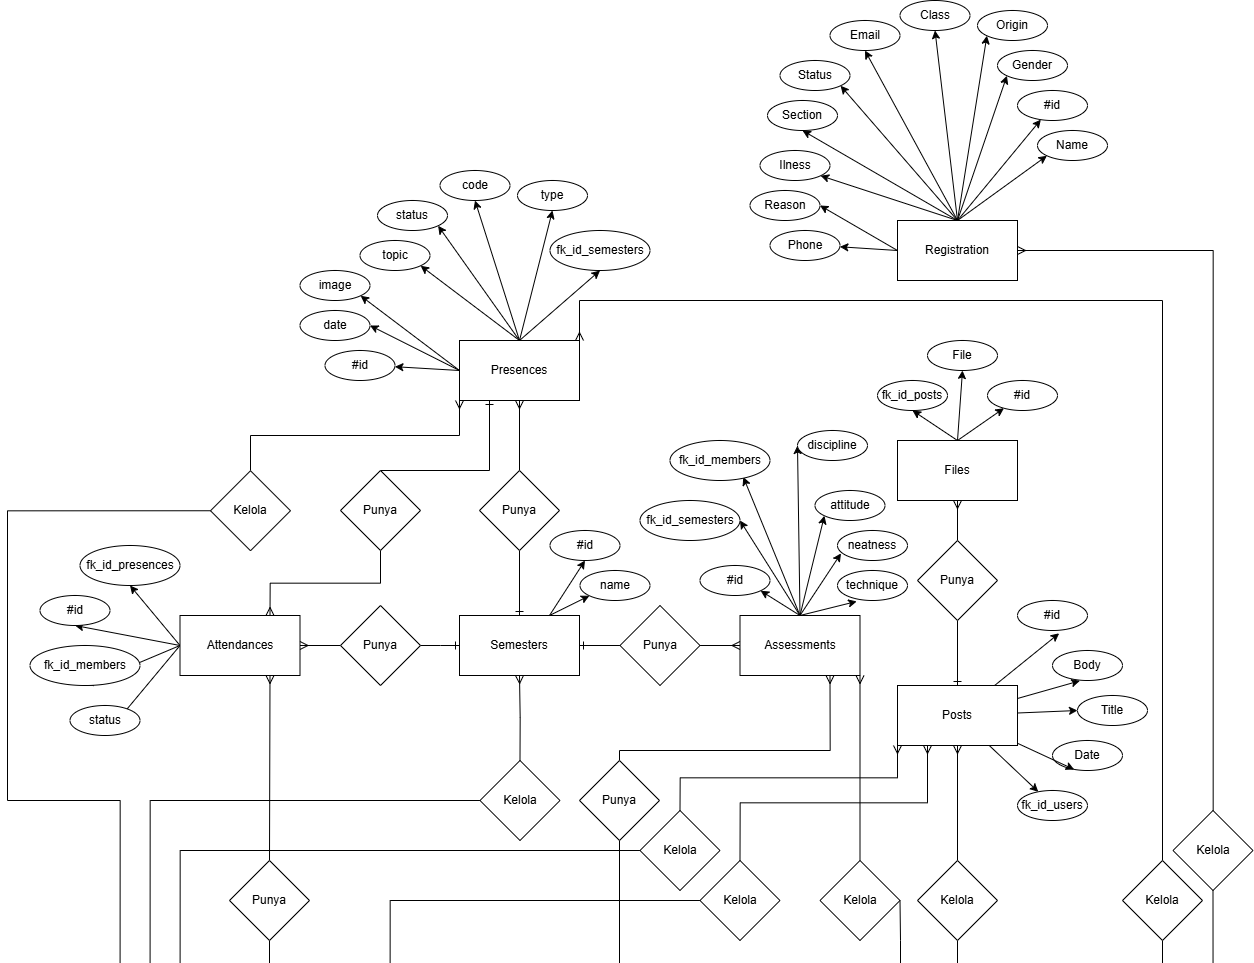 Class
Origin
Email
Gender
Status
#id
Section
Name
Ilness
Reason
Phone
Registration
code
type
status
fk_id_semesters
topic
image
date
#id
Presences
File
fk_id_posts
#id
Files
discipline
fk_id_members
attitude
fk_id_semesters
neatness
#id
technique
Kelola
Punya
Punya
Punya
#id
name
fk_id_presences
#id
fk_id_members
status
Attendances
Punya
Semesters
Punya
Assessments
#id
Body
Title
Date
fk_id_users
Posts
Kelola
Punya
Kelola
Kelola
Punya
Kelola
Kelola
Kelola
Kelola